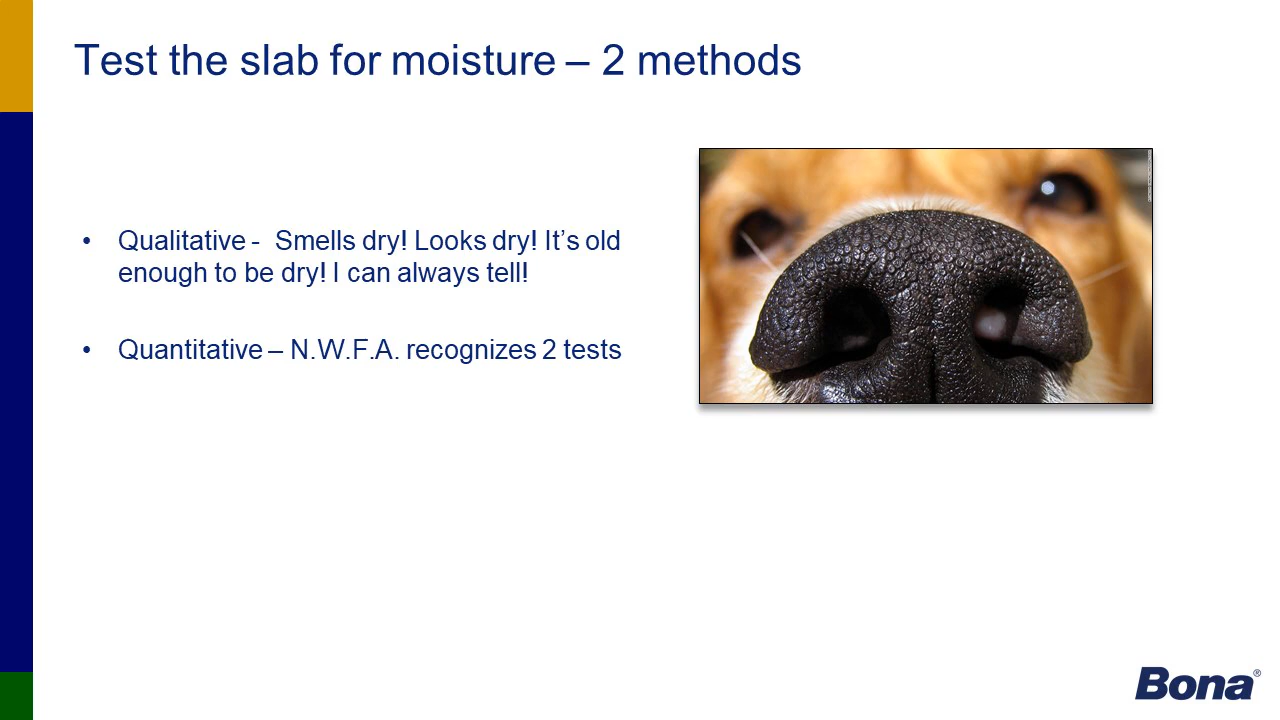 Test the slab for moisture – 2 methods
• Qualitative -  Smells dry! Looks dry! It’s old
enough to be dry! I can always tell!
• Quantitative – N.W.F.A. recognizes 2 tests
Bona®